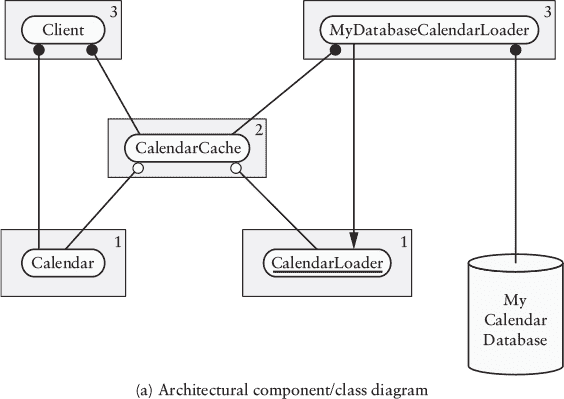 3
Client
3
MyDatabaseCalendarLoader
2
CalendarCache
1
Calendar
1
CalendarLoader
My
Calendar
Database
(a) Architectural component/class diagram